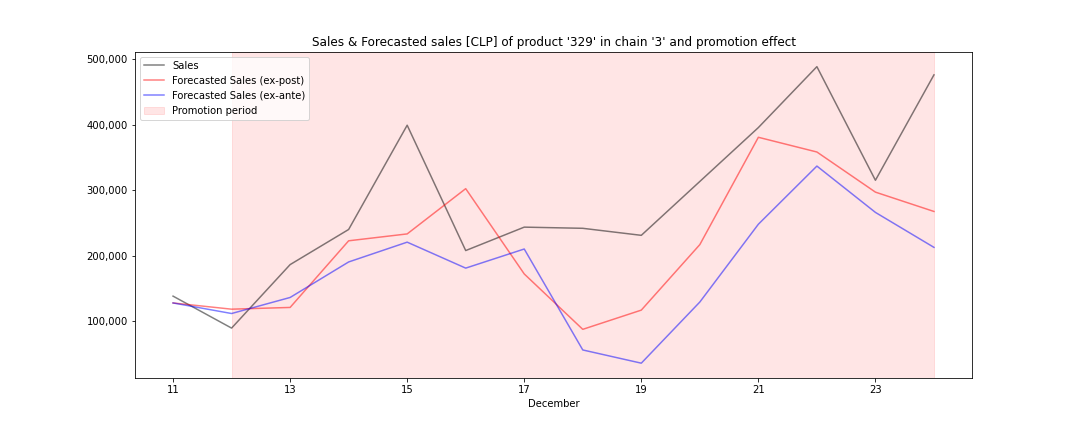 Sales & Forecasted sales [CLP] of product '329' in chain '3' and promotion effect
Sales
Forecasted Sales (ex-post)
Forecasted Sales (ex-ante)
Promotion period
500,000
400,000
300,000
200,000
100,000
11 13 15 17 19 21 23
December